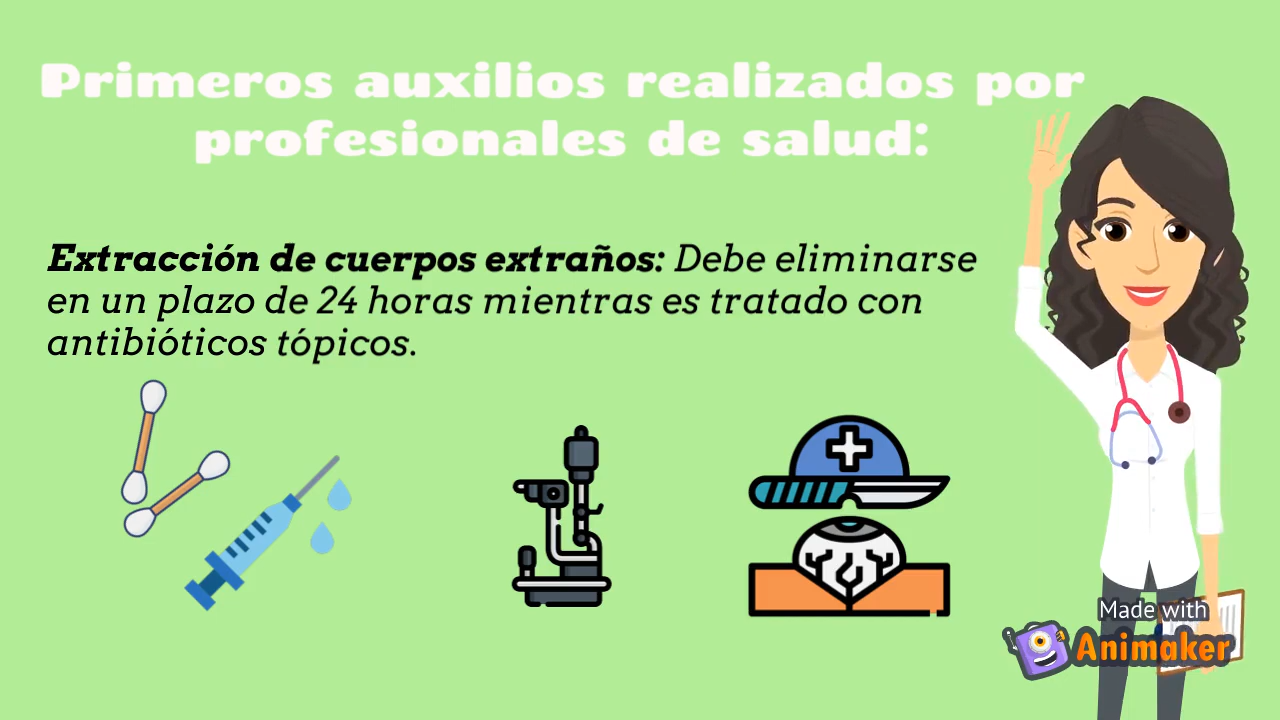 Primeros auxilios realizados por
profesionales de salud:
Extracción de cuerpos extraños: Debe eliminarse
en un plazo de 24 horas mientras es tratado con
antibióticos tópicos.
Made with
Animaker